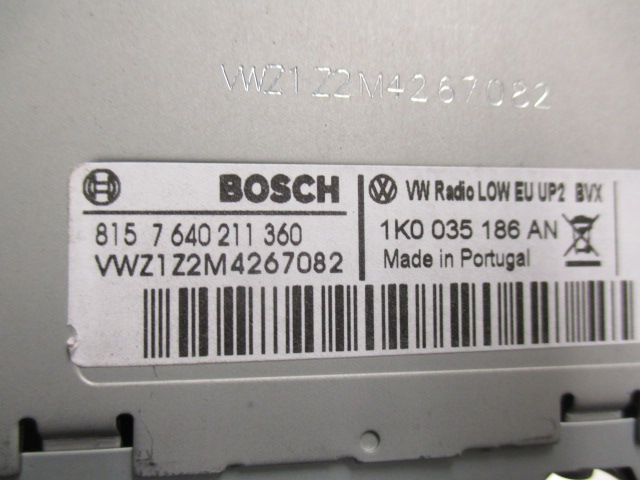 VWZ1Z2M4267082
BOSCH
815 7 640 211 360
VWZ1Z2M4267082
VW Radio LOW EU UP2 BVX
1K0 035 186 AN
Made in Portugal